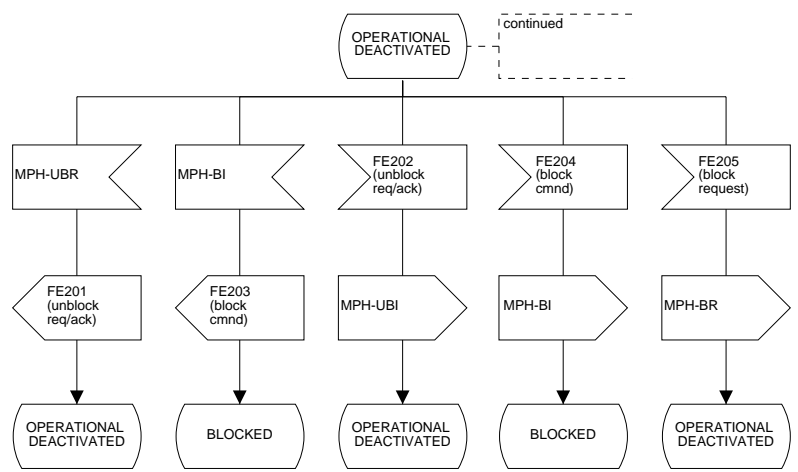 OPERATIONAL
DEACTIVATED
continued
MPH-UBR
MPH-BI
FE202
(unblock
req/ack)
FE204
(block
cmnd)
FE205
(block
request)
FE201
(unblock
req/ack)
FE203
(block
cmnd)
MPH-UBI
MPH-BI
MPH-BR
OPERATIONAL
DEACTIVATED
BLOCKED
OPERATIONAL
DEACTIVATED
BLOCKED
OPERATIONAL
DEACTIVATED